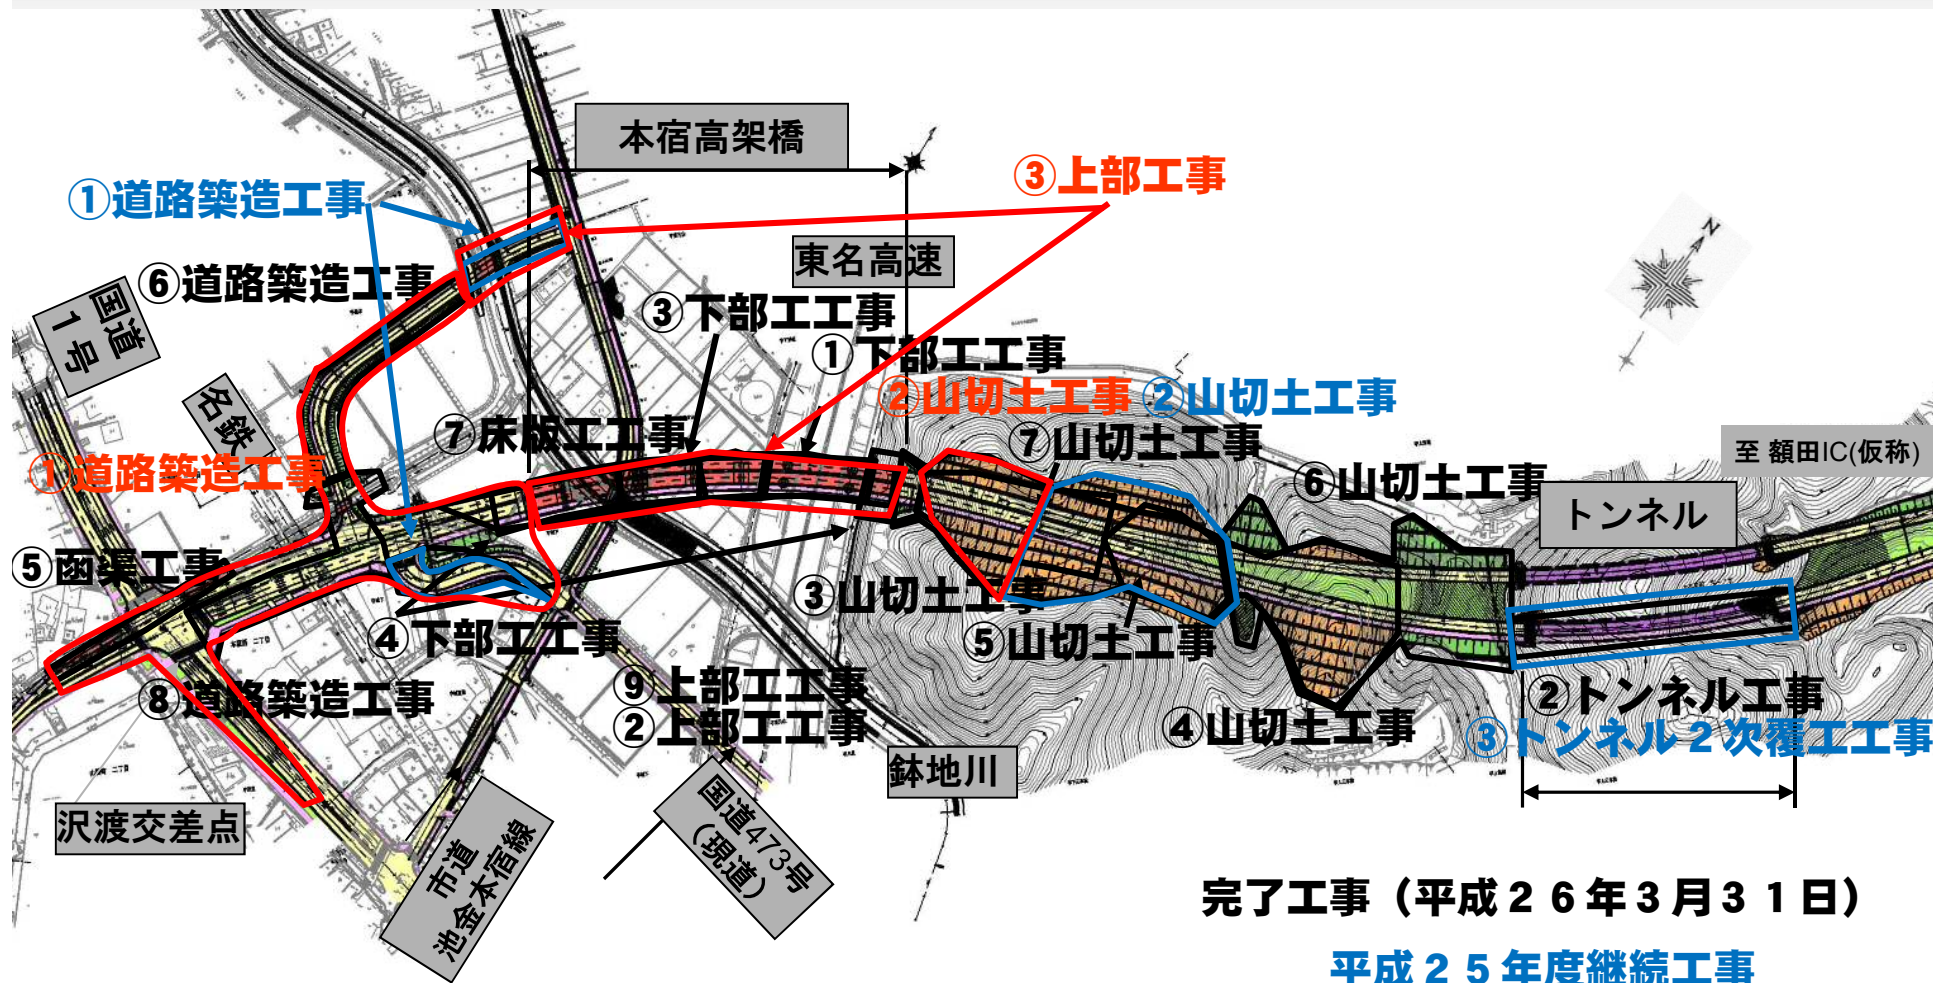 本宿高架橋
③上部工事
①道路築造工事
東名高速
⑥道路築造工事
国道
1号
③下部工工事
①下部工工事
②山切土工事
②山切土工事
名鉄
⑦床版工工事
⑦山切土工事
至 額田IC(仮称)
①道路築造工事
⑥山切土工事
トンネル
⑤函渠工事
③山切土工事
④下部工工事
⑤山切土工事
⑧道路築造工事
⑨上部工工事
②上部工工事
④山切土工事
②トンネル工事
③トンネル2次覆工工事
鉢地川
沢渡交差点
市道
池金本宿線
国道473号
(現道)
N
完了工事(平成26年3月31日)
平成25年度継続工事